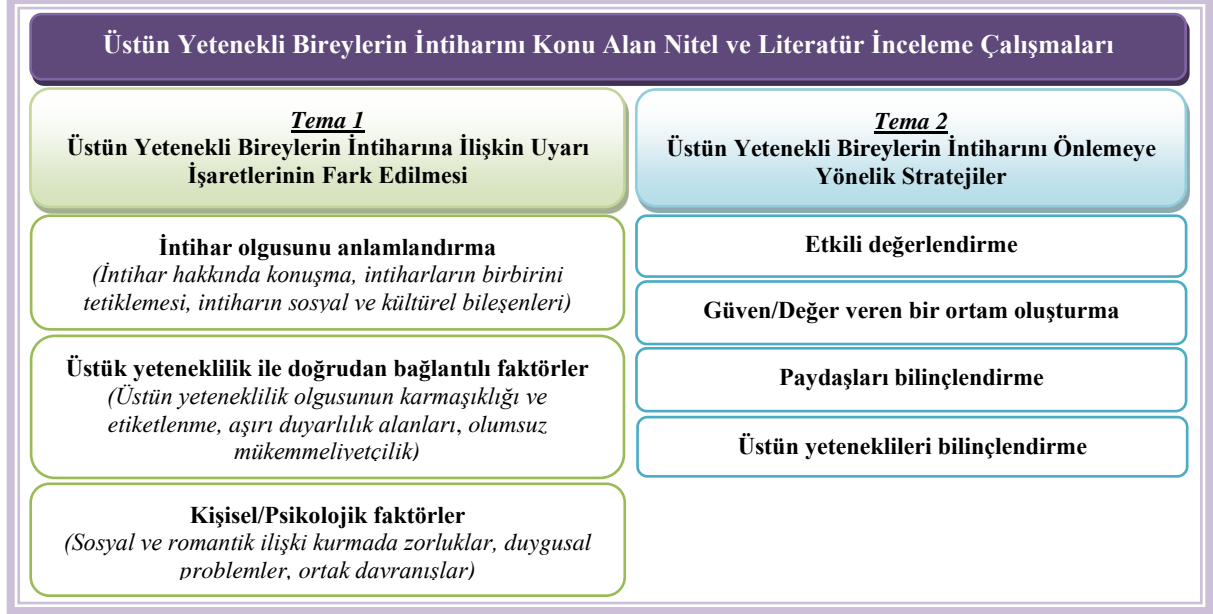 Üstün Yetenekli Bireylerin İntiharını Konu Alan Nitel ve Literatür İnceleme Çalışmaları
Tema 1
Üstün Yetenekli Bireylerin İntiharına İlişkin Uyarı
İşaretlerinin Fark Edilmesi
İntihar olgusunu anlamlandırma
(İntihar hakkında konuşma, intiharların birbirini
tetiklemesi, intiharın sosyal ve kültürel bileşenleri)
Üstük yeteneklilik ile doğrudan bağlantılı faktörler
(Üstün yeteneklilik olgusunun karmaşıklığı ve
etiketlenme, aşırı duyarlılık alanları, olumsuz
mükemmeliyetçilik)
Kişisel/Psikolojik faktörler
(Sosyal ve romantik ilişki kurmada zorluklar, duygusal
problemler, ortak davranışlar)
Tema 2
Üstün Yetenekli Bireylerin İntiharını Önlemeye
Yönelik Stratejiler
Etkili değerlendirme
Güven/Değer veren bir ortam oluşturma
Paydaşları bilinçlendirme
Üstün yeteneklileri bilinçlendirme